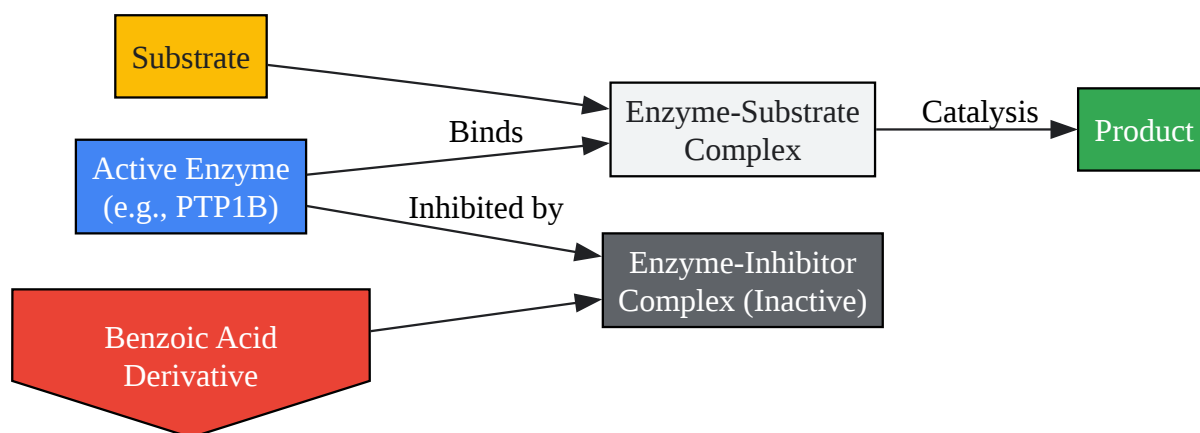 Substrate
Binds
Active Enzyme
(e.g., PTP1B)
Enzyme-Substrate
Complex
Catalysis
Product
Inhibited by
Enzyme-Inhibitor
Complex (Inactive)
Benzoic Acid
Derivative